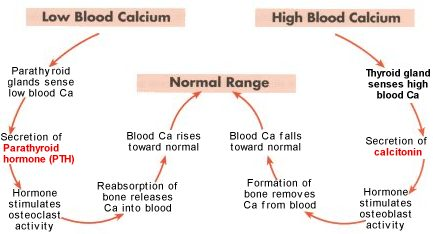 Low Blood Calcium
High Blood Calcium
Parathyroid
glands sense
low blood Ca
Normal Range
Thyroid gland
senses high
blood Ca
Secretion of
Parathyroid
hormone (PTH)
Blood Ca rises
toward normal
Blood Ca falls
toward normal
Secretion of
calcitonin
Hormone
stimulates
osteoclast
activity
Reabsorption of
bone releases
Ca into blood
Formation of
bone removes
Ca from blood
Hormone
stimulates
osteoblast
activity